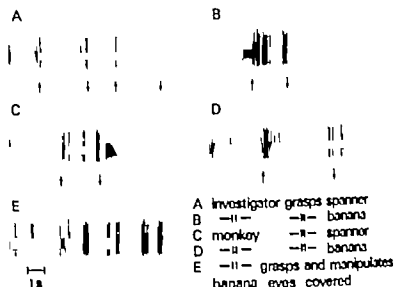 A
B
C
D
E
1s
A investigator grasps spanner
B —||— —||— banana
C monkey —||— spanner
D —||— —||— banana
E —||— grasps and manipulates
banana eyes covered